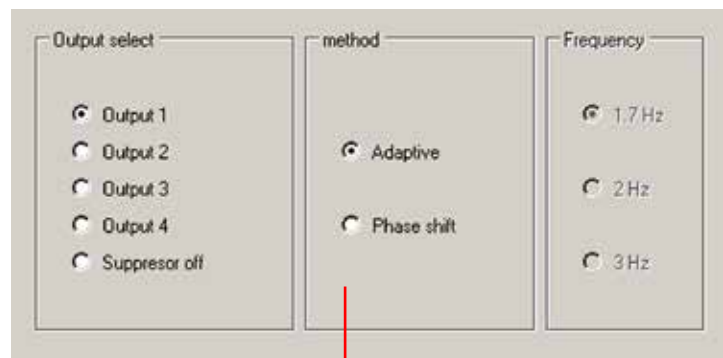 Output select
Output 1
Output 2
Output 3
Output 4
Suppresor off
method
Adaptive
Phase shift
Frequency
1.7 Hz
2 Hz
3 Hz